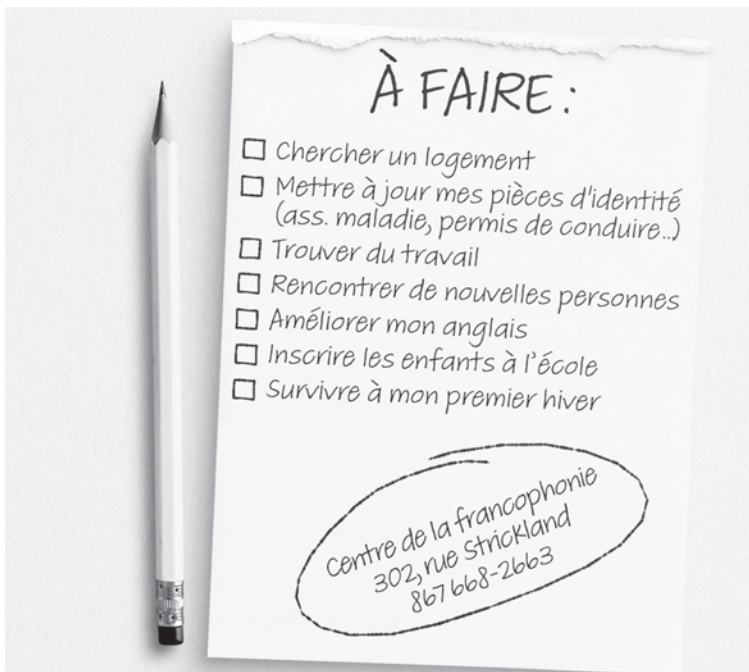 À FAIRE :
Chercher un logement
Mettre à jour mes pièces d'identité
(ass. maladie, permis de conduire...)
Trouver du travail
Rencontrer de nouvelles personnes
Améliorer mon anglais
Inscrire les enfants à l'école
Survivre à mon premier hiver
Centre de la francophonie
302, rue Strickland
867 668-2663